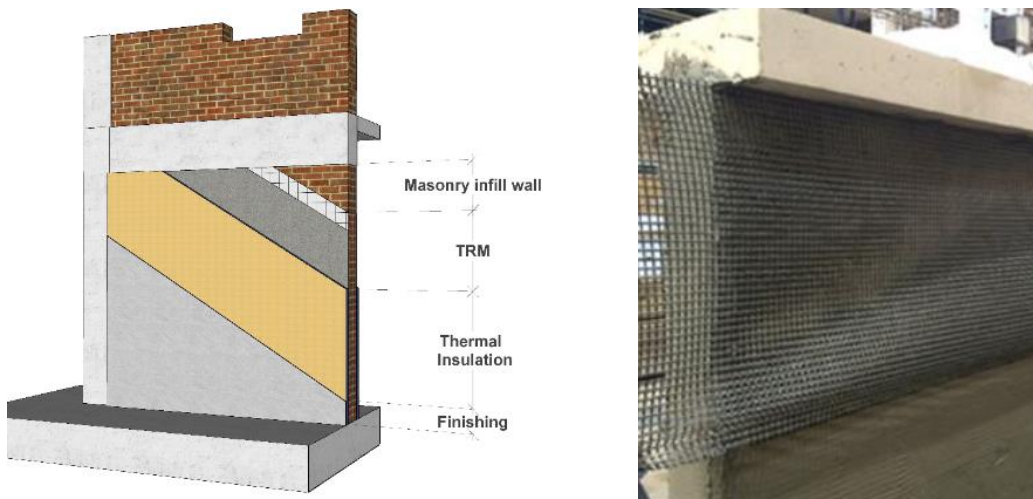 Masonry infill wall
TRM
Thermal
Insulation
Finishing